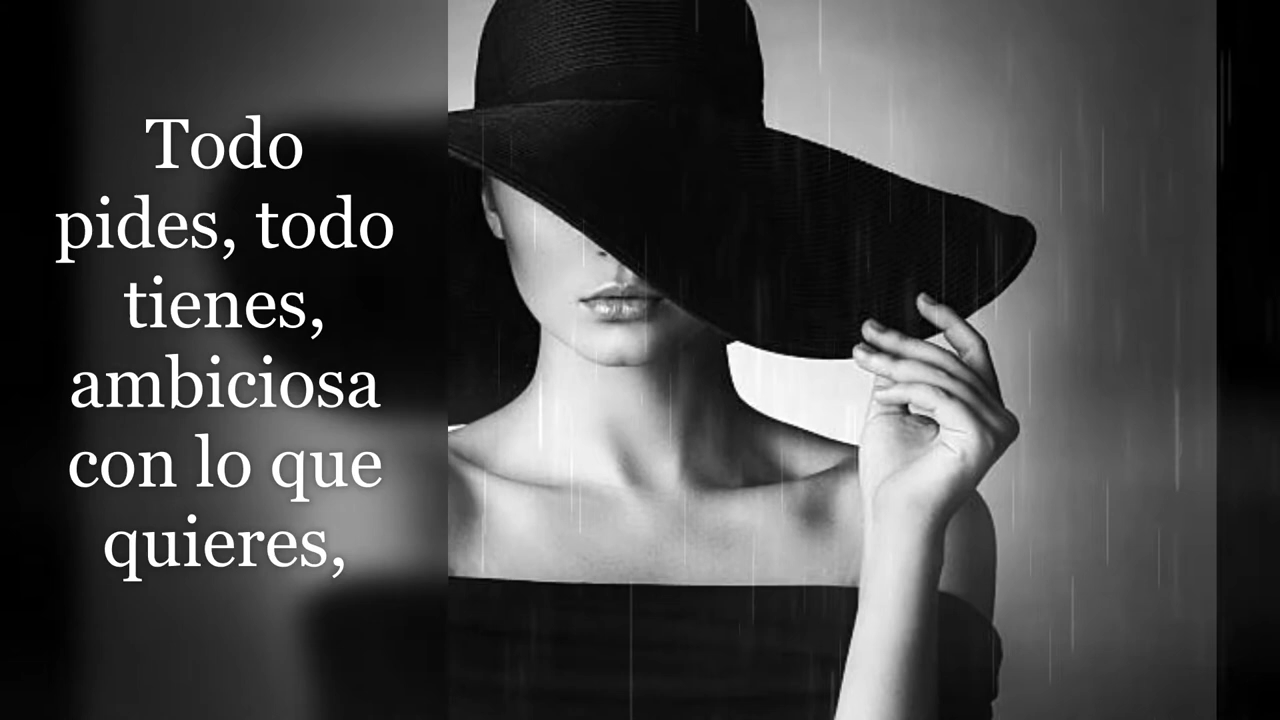 Todo
pides, todo
tienes,
ambiciosa
con lo que
quieres,